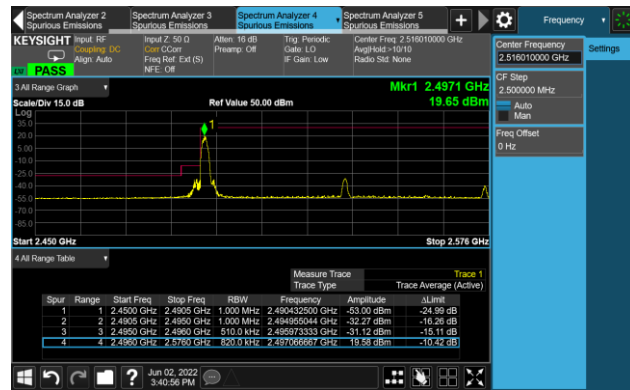 Spectrum Analyzer 2
Spurious Emissions
Spectrum Analyzer 3
Spurious Emissions
Spectrum Analyzer 4
Spurious Emissions
Spectrum Analyzer 5
Spurious Emissions
Frequency
KEYSIGHT
Input: RF
Coupling: DC
Align: Auto
Input Z: 50 Ω
Corr CCorr
Freq Ref: Ext (S)
NFE: Off
Atten: 16 dB
Preamp: Off
Trig: Periodic
Gate: LO
IF Gain: Low
Center Freq: 2.516010000 GHz
Avg|Hold:>10/10
Radio Std: None
PASS
Center Frequency
2.516010000 GHz
Settings
CF Step
2.500000 MHz
Auto
Man
Freq Offset
0 Hz
3 All Range Graph
Mkr1 2.4971 GHz
Scale/Div 15.0 dB
Ref Value 50.00 dBm
19.65 dBm
Log
35.0
20.0
5.00
-10.0
-25.0
-40.0
-55.0
-70.0
-85.0
1
Start 2.450 GHz
Stop 2.576 GHz
4 All Range Table
Measure Trace Trace 1
Trace Type Trace Average (Active)
Spur Range Start Freq Stop Freq RBW Frequency Amplitude ΔLimit
1 1 2.4500 GHz 2.4905 GHz 1.000 MHz 2.490432500 GHz -53.00 dBm -24.99 dB
2 2 2.4905 GHz 2.4950 GHz 1.000 MHz 2.494955044 GHz -32.27 dBm -16.26 dB
3 3 2.4950 GHz 2.4960 GHz 510.0 kHz 2.495973333 GHz -31.12 dBm -15.11 dB
4 4 2.4960 GHz 2.5760 GHz 820.0 kHz 2.497066667 GHz 19.58 dBm -10.42 dB
?
Jun 02, 2022
3:40:56 PM